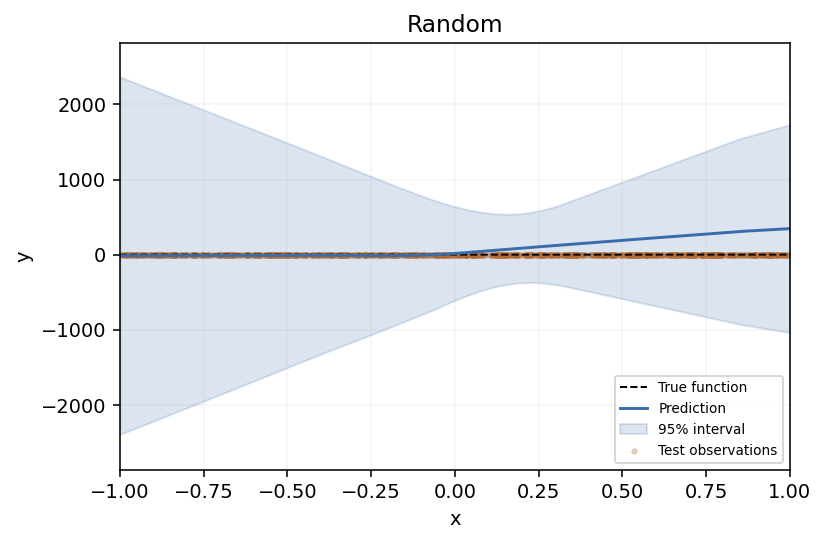 Random
y
2000
1000
0
−1000
−2000
−1.00 −0.75 −0.50 −0.25 0.00 0.25 0.50 0.75 1.00
x
True function
Prediction
95% interval
Test observations